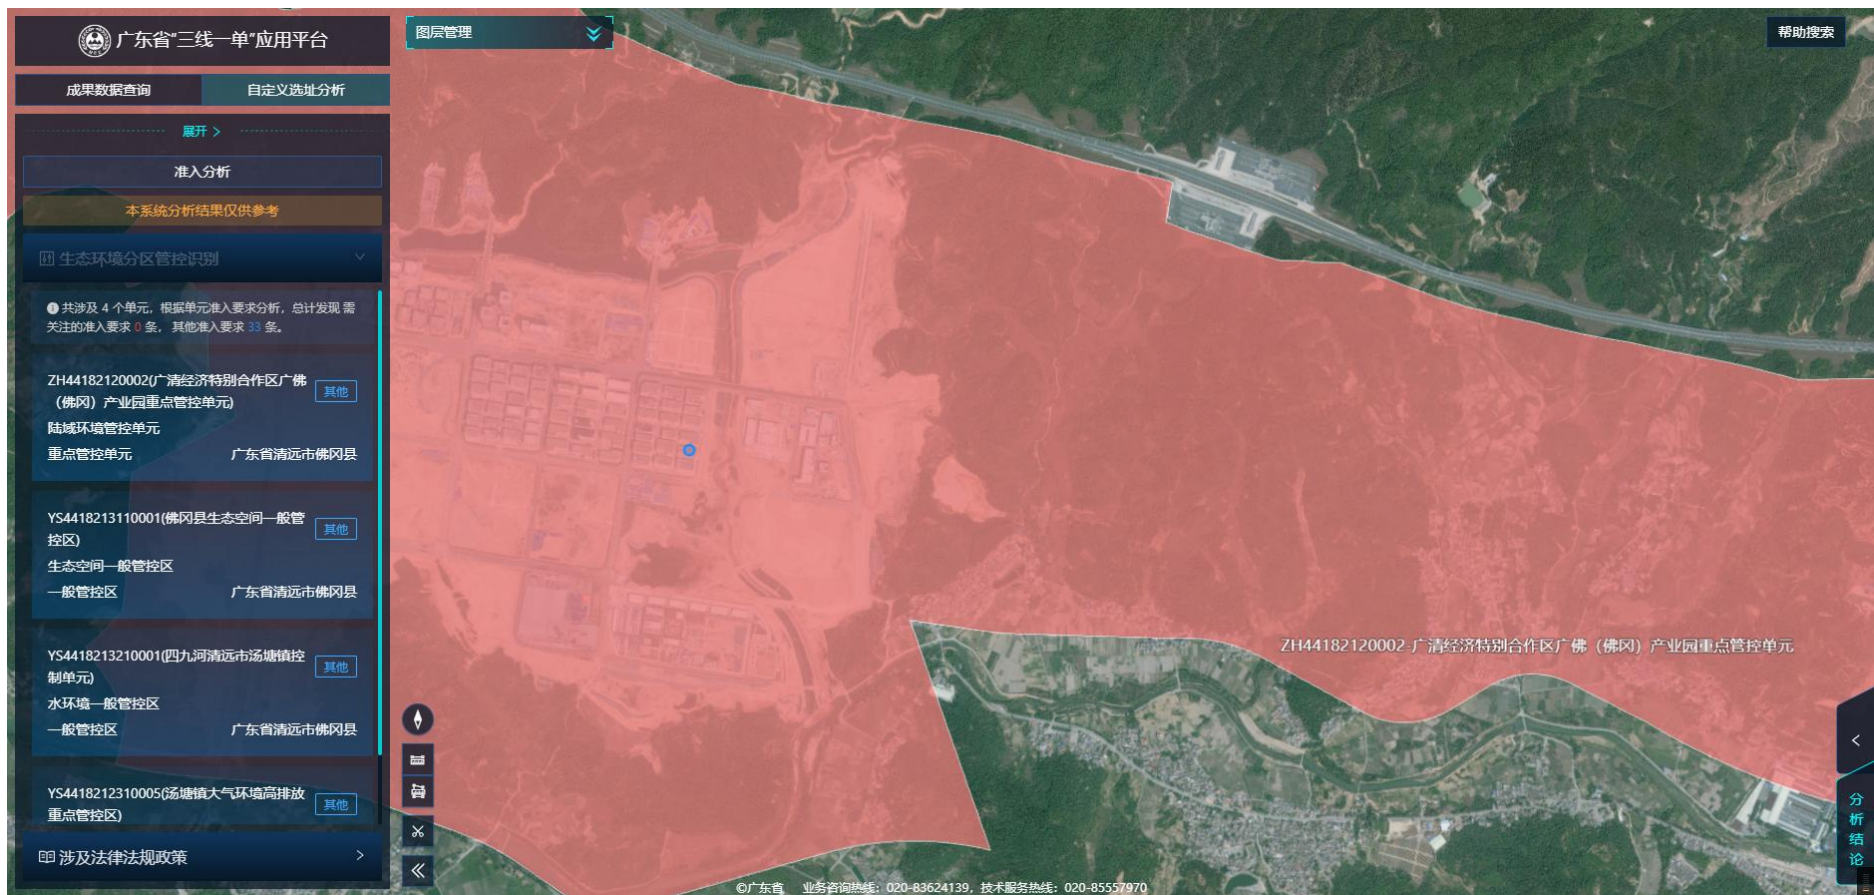 广东省“三线一单”应用平台
成果数据查询
自定义选址分析
展开 >
准入分析
本系统分析结果仅供参考
生态环境分区管控识别
共涉及 4 个单元，根据单元准入要求分析，总计发现 需
关注的准入要求 0 条， 其他准入要求 33 条。
ZH44182120002(广清经济特别合作区广佛
（佛冈）产业园重点管控单元)
其他
陆域环境管控单元
重点管控单元
广东省清远市佛冈县
YS4418213110001(佛冈县生态空间一般管
控区)
其他
生态空间一般管控区
一般管控区
广东省清远市佛冈县
YS4418213210001(四九河清远市汤塘镇控
制单元)
其他
水环境一般管控区
一般管控区
广东省清远市佛冈县
YS4418212310005(汤塘镇大气环境高排放
重点管控区)
其他
涉及法律法规政策
图层管理
帮助搜索
ZH44182120002-广清经济特别合作区广佛（佛冈）产业园重点管控单元
分析结论
©广东省 业务咨询热线：020-83624139，技术服务热线：020-85557970